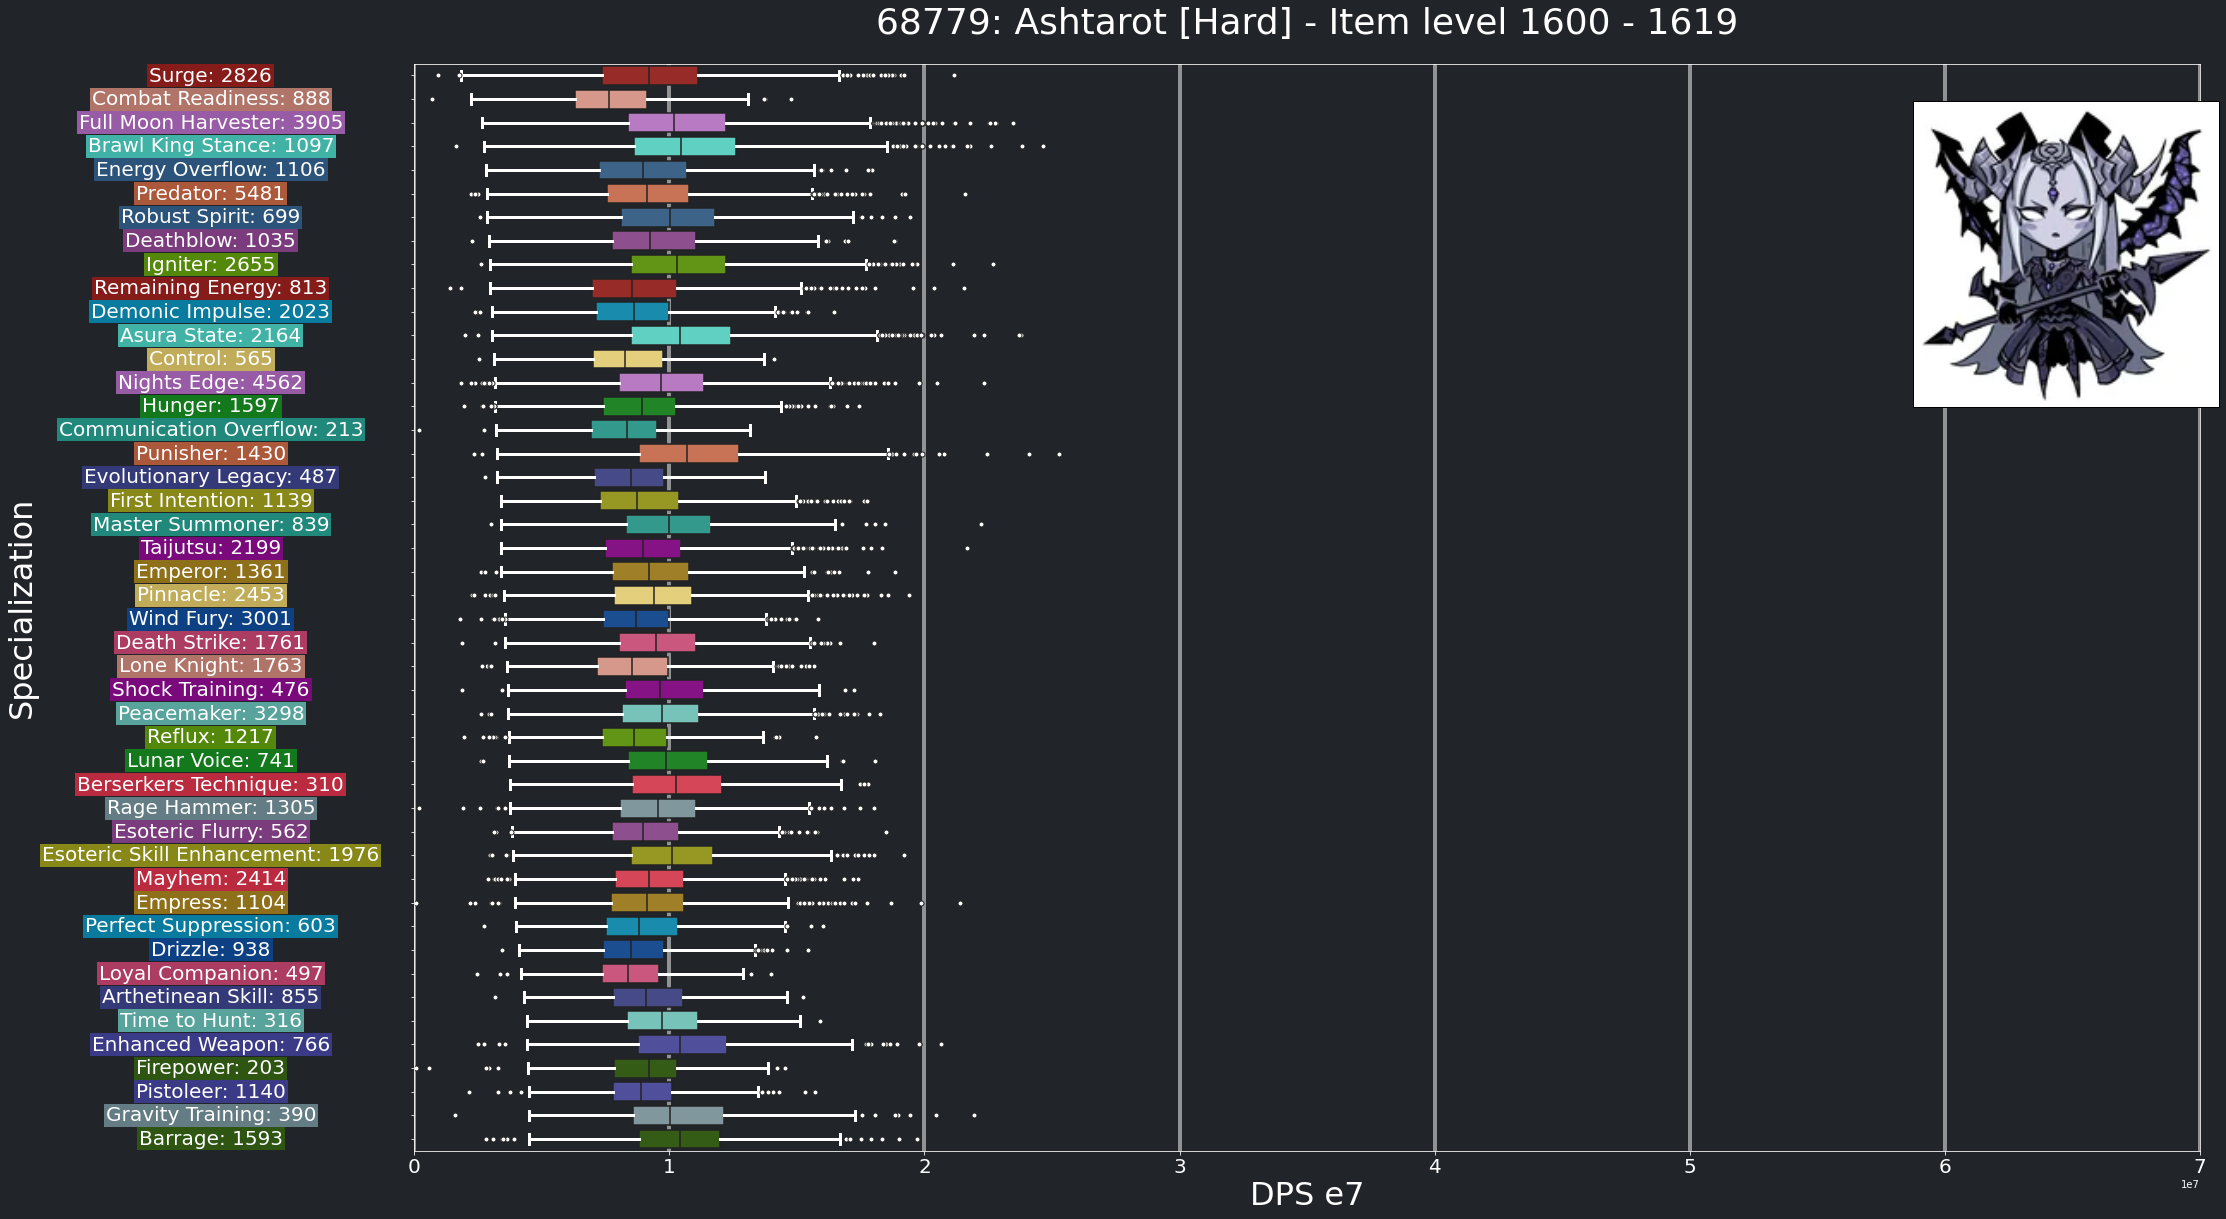 68779: Ashtarot [Hard] - Item level 1600 - 1619
Surge: 2826
Combat Readiness: 888
Full Moon Harvester: 3905
Brawl King Stance: 1097
Energy Overflow: 1106
Predator: 5481
Robust Spirit: 699
Deathblow: 1035
Igniter: 2655
Remaining Energy: 813
Demonic Impulse: 2023
Asura State: 2164
Control: 565
Nights Edge: 4562
Hunger: 1597
Communication Overflow: 213
Punisher: 1430
Evolutionary Legacy: 487
First Intention: 1139
Master Summoner: 839
Taijutsu: 2199
Emperor: 1361
Pinnacle: 2453
Wind Fury: 3001
Death Strike: 1761
Lone Knight: 1763
Shock Training: 476
Peacemaker: 3298
Reflux: 1217
Lunar Voice: 741
Berserkers Technique: 310
Rage Hammer: 1305
Esoteric Flurry: 562
Esoteric Skill Enhancement: 1976
Mayhem: 2414
Empress: 1104
Perfect Suppression: 603
Drizzle: 938
Loyal Companion: 497
Arthetinean Skill: 855
Time to Hunt: 316
Enhanced Weapon: 766
Firepower: 203
Pistoleer: 1140
Gravity Training: 390
Barrage: 1593
Specialization
0 1 2 3 4 5 6 7
1e7
DPS e7